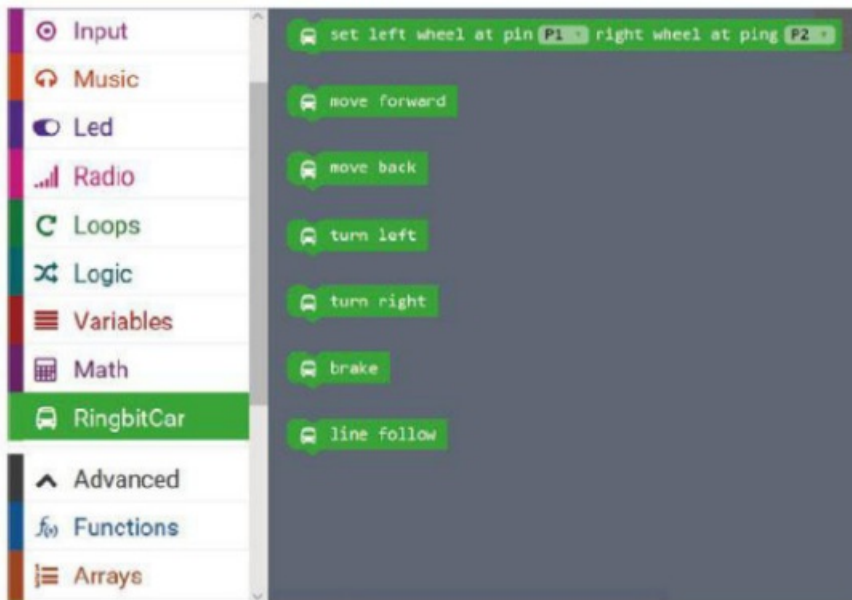 Input
Music
Led
Radio
Loops
Logic
Variables
Math
RingbitCar
Advanced
Functions
Arrays
set left wheel at pin P1 right wheel at ping P2
move forward
move back
turn left
turn right
brake
line follow